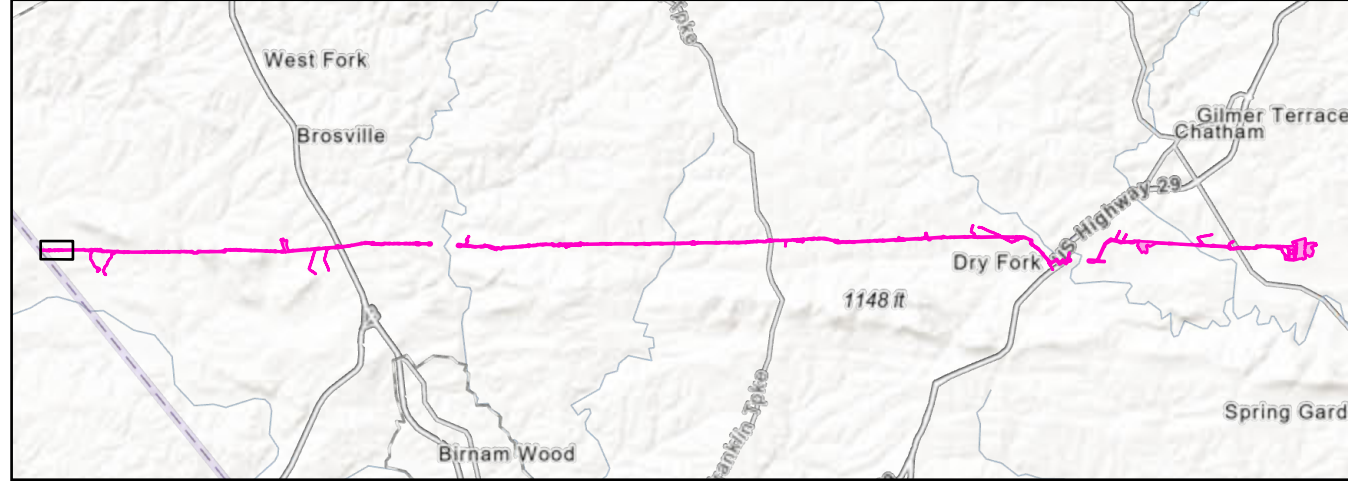 West Fork
Brosville
Gilmer Terrace
Chatham
US-Highway-29
Dry Fork
1148 ft
Franklin-Tpke
Spring Gard
Birnam Wood